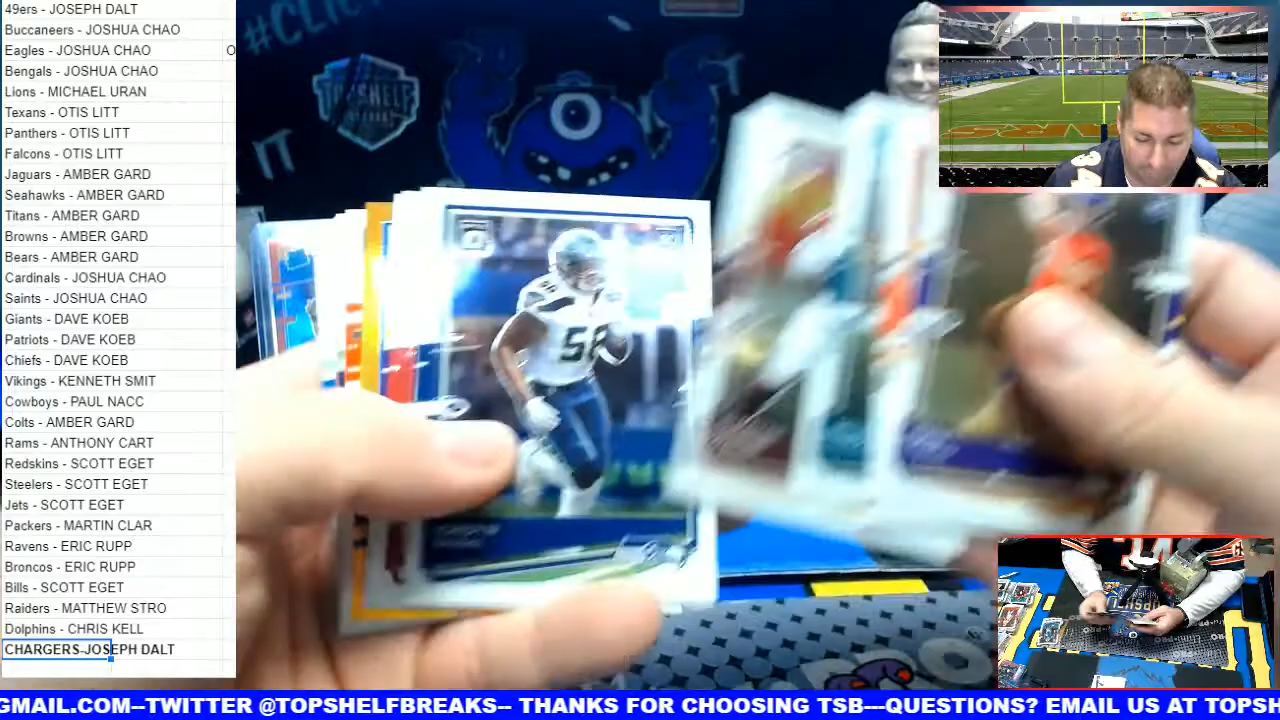 49ers - JOSEPH DALT
Buccaneers - JOSHUA CHAO
Eagles - JOSHUA CHAO O
Bengals - JOSHUA CHAO
Lions - MICHAEL URAN
Texans - OTIS LITT
Panthers - OTIS LITT
Falcons - OTIS LITT
Jaguars - AMBER GARD
Seahawks - AMBER GARD
Titans - AMBER GARD
Browns - AMBER GARD
Bears - AMBER GARD
Cardinals - JOSHUA CHAO
Saints - JOSHUA CHAO
Giants - DAVE KOEB
Patriots - DAVE KOEB
Chiefs - DAVE KOEB
Vikings - KENNETH SMIT
Cowboys - PAUL NACC
Colts - AMBER GARD
Rams - ANTHONY CART
Redskins - SCOTT EGET
Steelers - SCOTT EGET
Jets - SCOTT EGET
Packers - MARTIN CLAR
Ravens - ERIC RUPP
Broncos - ERIC RUPP
Bills - SCOTT EGET
Raiders - MATTHEW STRO
Dolphins - CHRIS KELL
CHARGERS-JOSEPH DALT
TOPSHELF
IT
58
GMAIL.COM--TWITTER @TOPSHELFBREAKS-- THANKS FOR CHOOSING TSB---QUESTIONS? EMAIL US AT TOPSH